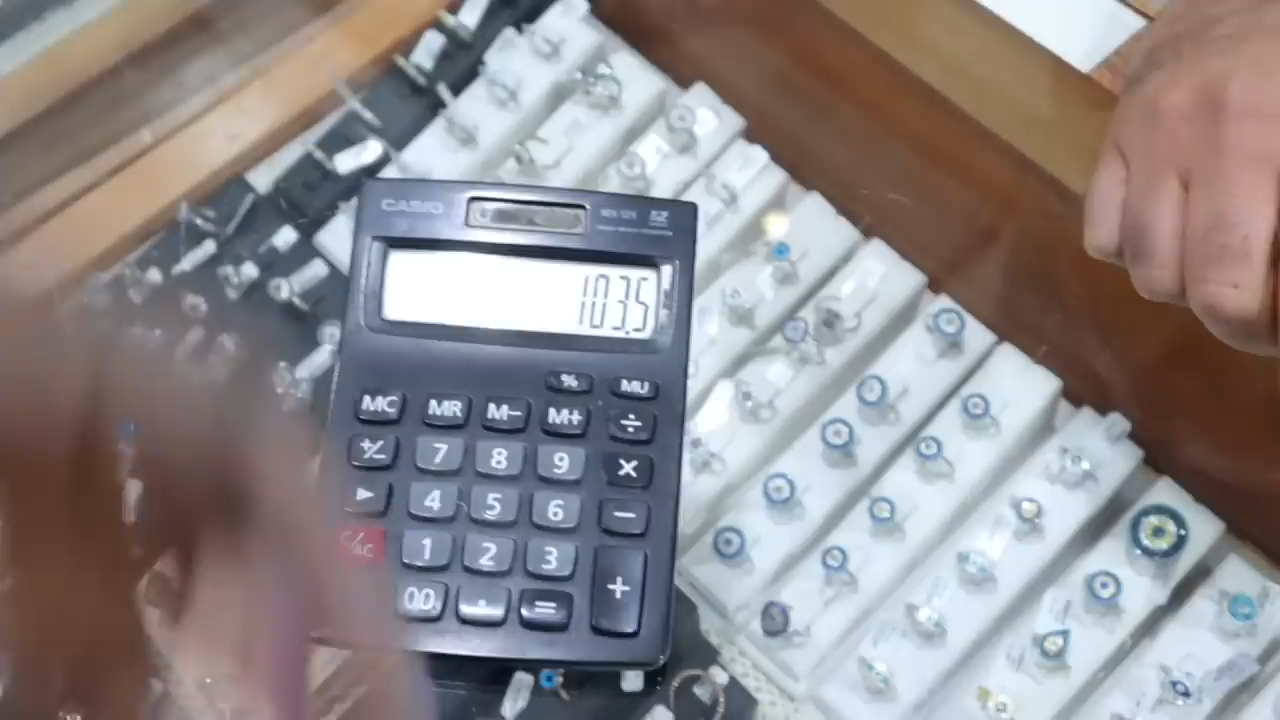 CASIO
103.5
% MU
MC MR M− M+ ÷
+/− 7 8 9 ×
▶ 4 5 6 −
C/AC 1 2 3 +
00 • =